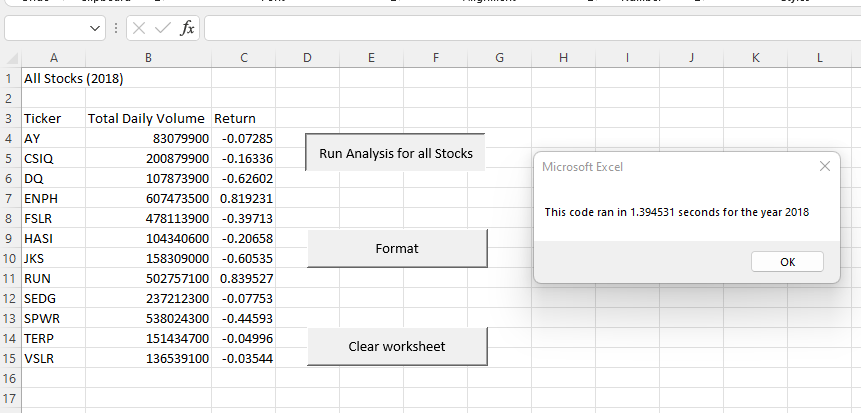 fx
A B C D E F G H I J K L
1 All Stocks (2018)
2
3 Ticker Total Daily Volume Return
4 AY 83079900 -0.07285
5 CSIQ 200879900 -0.16336
6 DQ 107873900 -0.62602
7 ENPH 607473500 0.819231
8 FSLR 478113900 -0.39713
9 HASI 104340600 -0.20658
10 JKS 158309000 -0.60535
11 RUN 502757100 0.839527
12 SEDG 237212300 -0.07753
13 SPWR 538024300 -0.44593
14 TERP 151434700 -0.04996
15 VSLR 136539100 -0.03544
16
17
Run Analysis for all Stocks
Format
Clear worksheet
Microsoft Excel
This code ran in 1.394531 seconds for the year 2018
OK